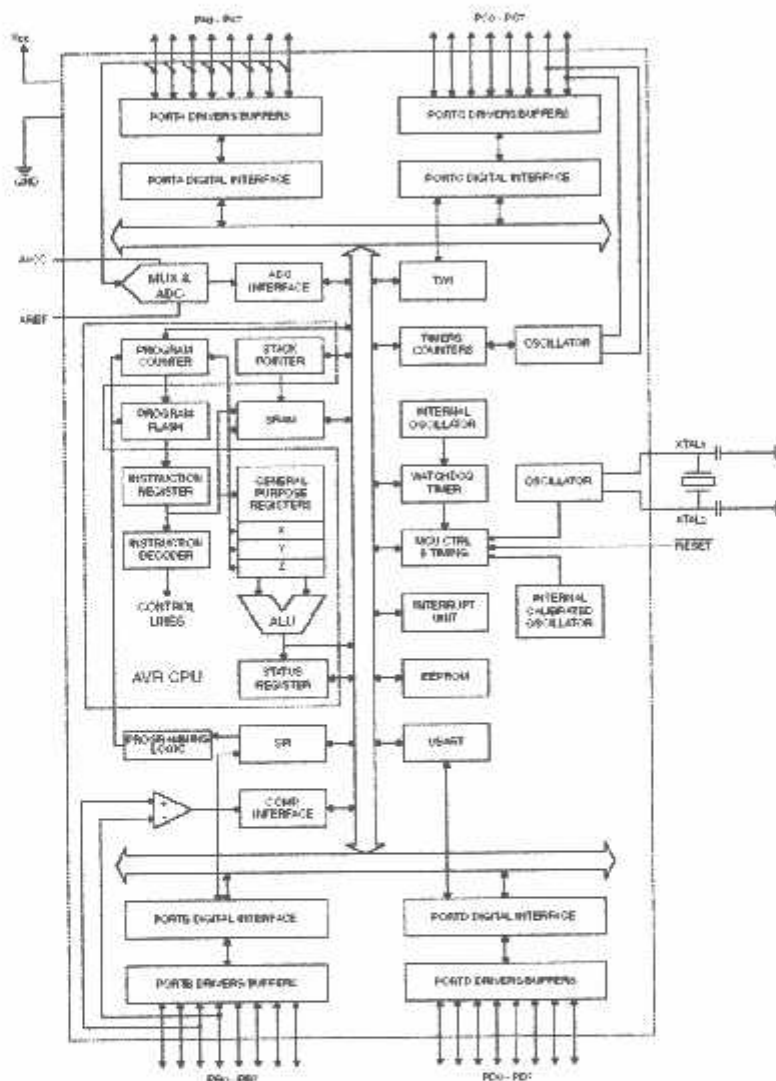 PA0 - PA7
PC0 - PC7
VCC
PORTA DRIVERS/BUFFERS
PORTC DRIVERS/BUFFERS
GND
PORTA DIGITAL INTERFACE
PORTC DIGITAL INTERFACE
AVCC
MUX &
ADC
ADC
INTERFACE
TWI
AREF
PROGRAM
COUNTER
STACK
POINTER
TIMERS/
COUNTERS
OSCILLATOR
PROGRAM
FLASH
SRAM
INTERNAL
OSCILLATOR
XTAL1
INSTRUCTION
REGISTER
GENERAL
PURPOSE
REGISTERS
WATCHDOG
TIMER
OSCILLATOR
X
XTAL2
INSTRUCTION
DECODER
Y
MCU CTRL.
& TIMING
RESET
Z
CONTROL
LINES
INTERRUPT
UNIT
INTERNAL
CALIBRATED
OSCILLATOR
ALU
AVR CPU
STATUS
REGISTER
EEPROM
PROGRAMMING
LOGIC
SPI
USART
+
-
COMP.
INTERFACE
PORTB DIGITAL INTERFACE
PORTD DIGITAL INTERFACE
PORTB DRIVERS/BUFFERS
PORTD DRIVERS/BUFFERS
PB0 - PB7
PD0 - PD7